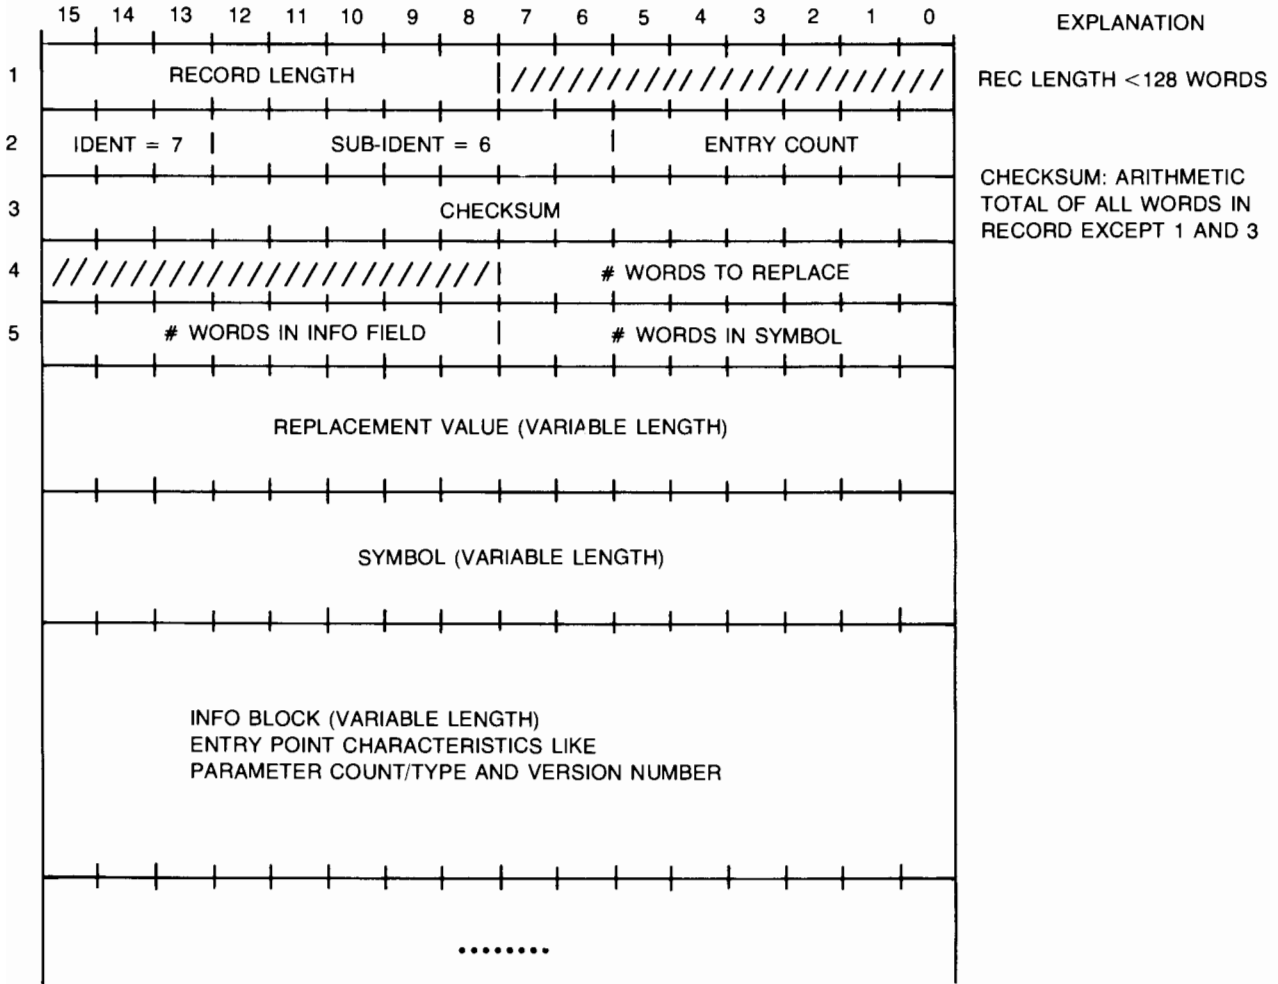 15 14 13 12 11 10 9 8 7 6 5 4 3 2 1 0 EXPLANATION
1 RECORD LENGTH REC LENGTH <128 WORDS
2 IDENT = 7 SUB-IDENT = 6 ENTRY COUNT
CHECKSUM: ARITHMETIC
TOTAL OF ALL WORDS IN
RECORD EXCEPT 1 AND 3
3 CHECKSUM
4 # WORDS TO REPLACE
5 # WORDS IN INFO FIELD # WORDS IN SYMBOL
REPLACEMENT VALUE (VARIABLE LENGTH)
SYMBOL (VARIABLE LENGTH)
INFO BLOCK (VARIABLE LENGTH)
ENTRY POINT CHARACTERISTICS LIKE
PARAMETER COUNT/TYPE AND VERSION NUMBER
........